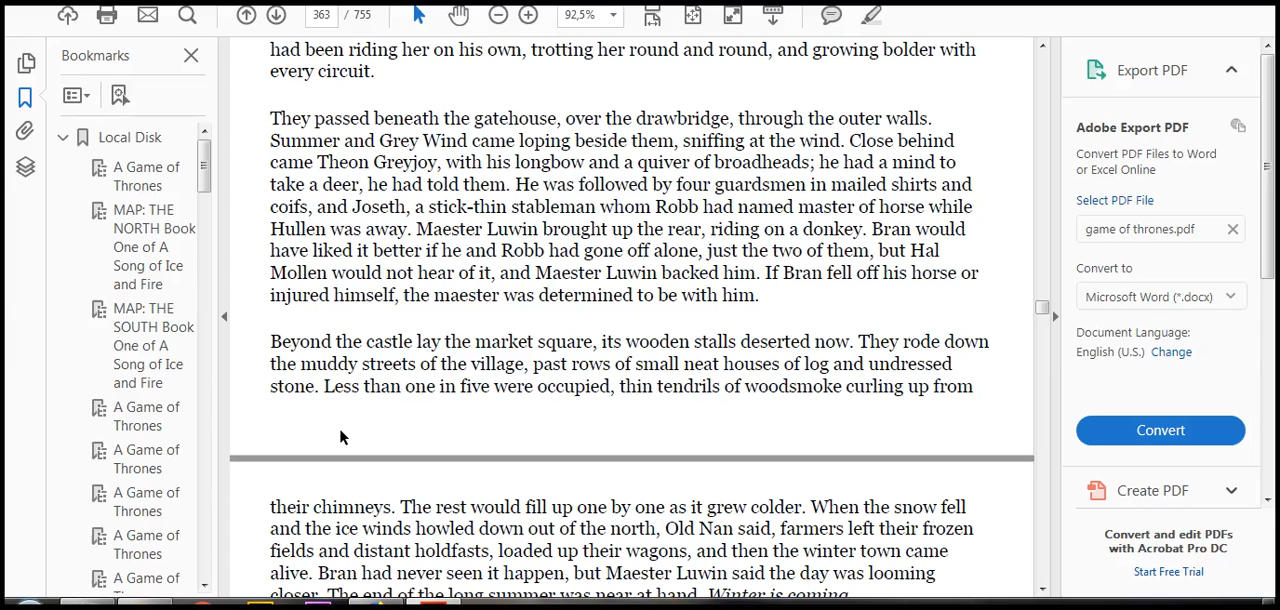 363 / 755
92,5%
Bookmarks
Local Disk
A Game of
Thrones
MAP: THE
NORTH Book
One of A
Song of Ice
and Fire
MAP: THE
SOUTH Book
One of A
Song of Ice
and Fire
A Game of
Thrones
A Game of
Thrones
A Game of
Thrones
A Game of
Thrones
A Game of
had been riding her on his own, trotting her round and round, and growing bolder with
every circuit.
They passed beneath the gatehouse, over the drawbridge, through the outer walls.
Summer and Grey Wind came loping beside them, sniffing at the wind. Close behind
came Theon Greyjoy, with his longbow and a quiver of broadheads; he had a mind to
take a deer, he had told them. He was followed by four guardsmen in mailed shirts and
coifs, and Joseth, a stick-thin stableman whom Robb had named master of horse while
Hullen was away. Maester Luwin brought up the rear, riding on a donkey. Bran would
have liked it better if he and Robb had gone off alone, just the two of them, but Hal
Mollen would not hear of it, and Maester Luwin backed him. If Bran fell off his horse or
injured himself, the maester was determined to be with him.
Beyond the castle lay the market square, its wooden stalls deserted now. They rode down
the muddy streets of the village, past rows of small neat houses of log and undressed
stone. Less than one in five were occupied, thin tendrils of woodsmoke curling up from
their chimneys. The rest would fill up one by one as it grew colder. When the snow fell
and the ice winds howled down out of the north, Old Nan said, farmers left their frozen
fields and distant holdfasts, loaded up their wagons, and then the winter town came
alive. Bran had never seen it happen, but Maester Luwin said the day was looming
closer. The end of the long summer was near at hand. Winter is coming.
Export PDF
Adobe Export PDF
Convert PDF Files to Word
or Excel Online
Select PDF File
game of thrones.pdf
Convert to
Microsoft Word (*.docx)
Document Language:
English (U.S.) Change
Convert
Create PDF
Convert and edit PDFs
with Acrobat Pro DC
Start Free Trial